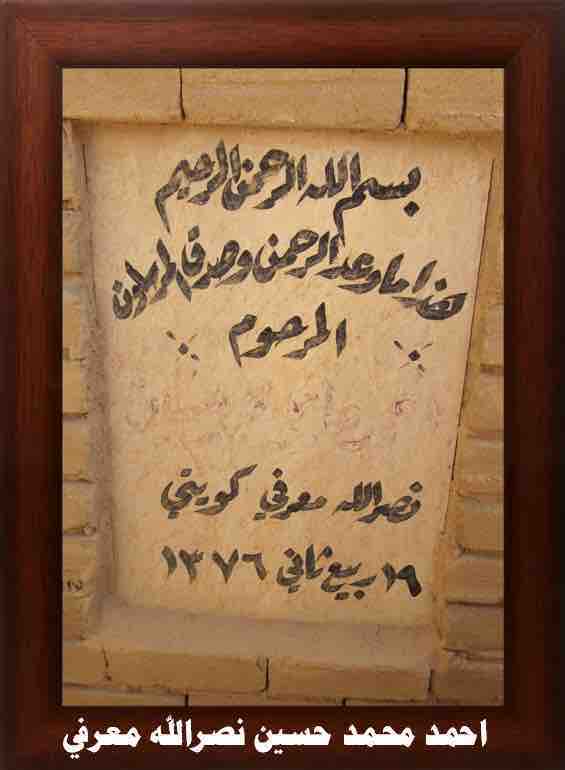 بسم الله الرحمن الرحيم
هذا ما وعد الرحمن وصدق المرسلون
المرحوم
نصرالله معرفي كويتي
١٩ ربيع ثاني ١٣٧٦
احمد محمد حسين نصرالله معرفي